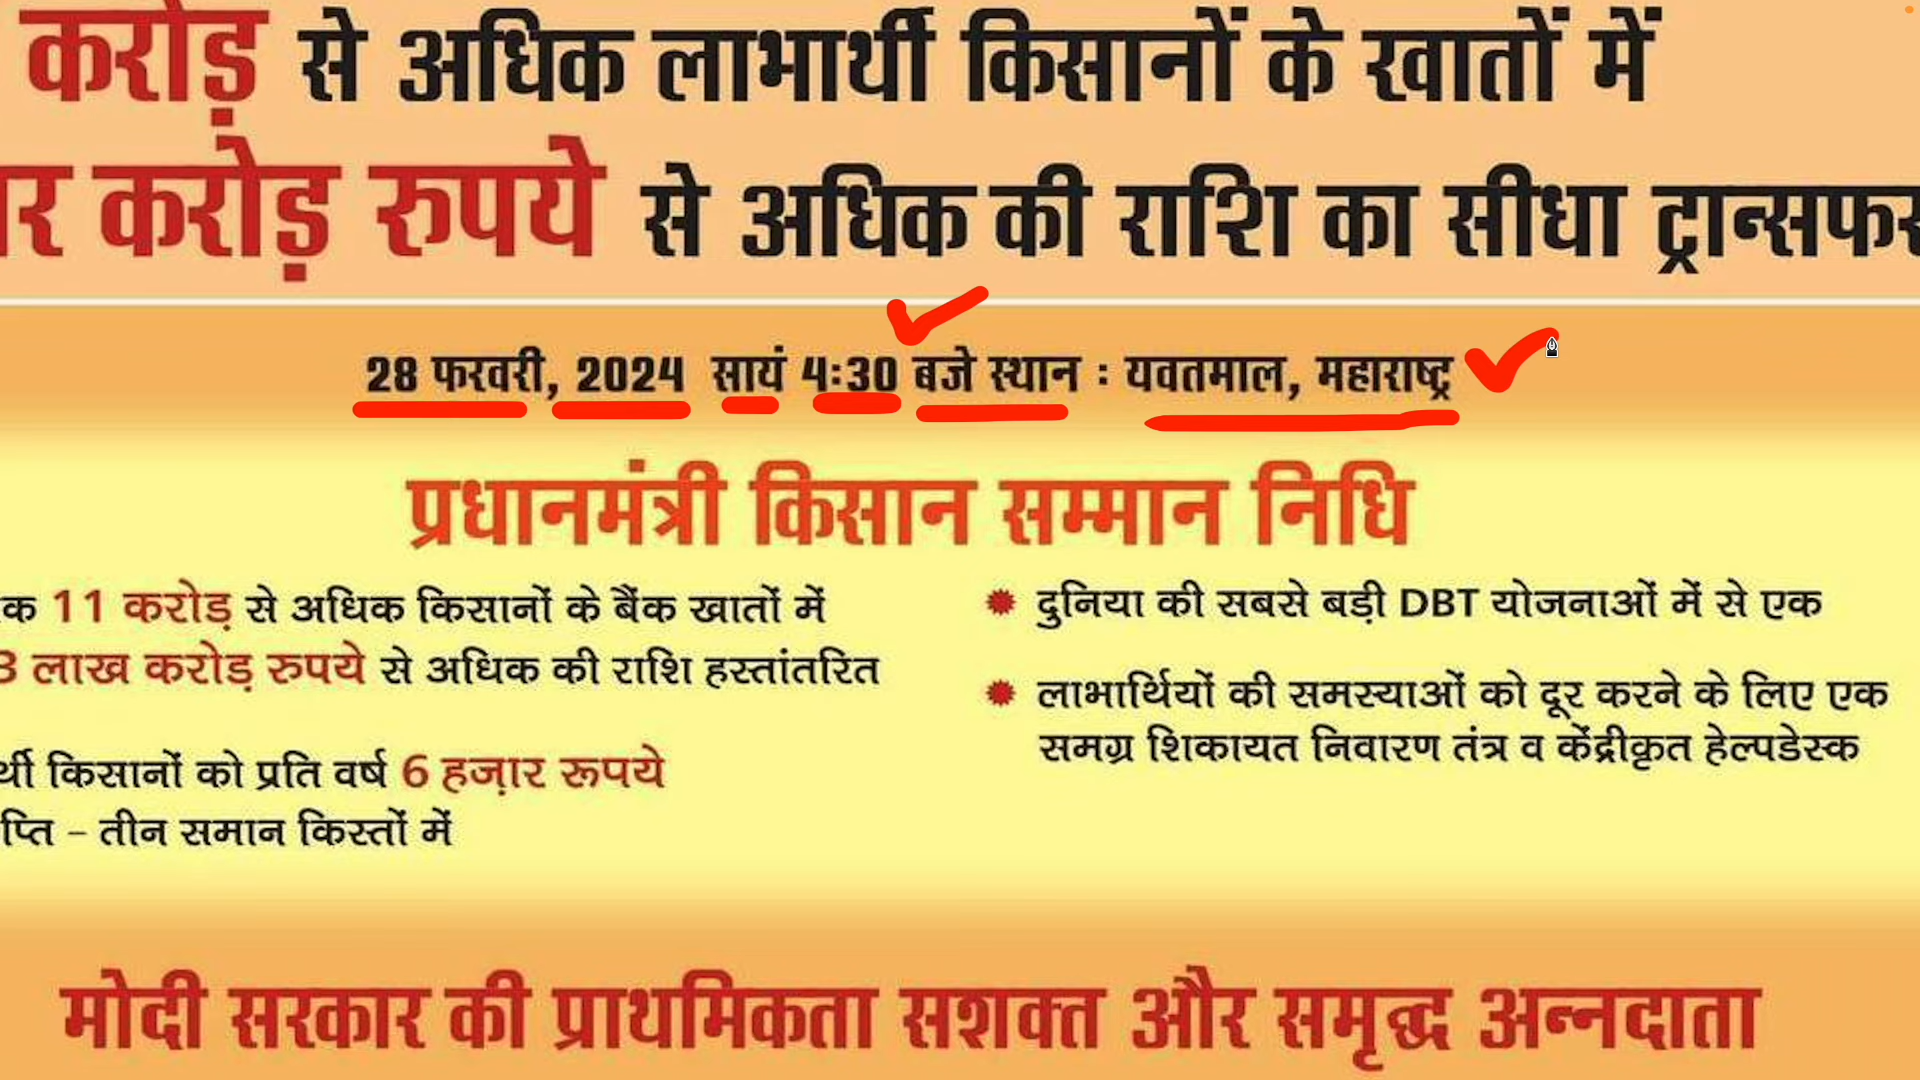 करोड़ से अधिक लाभार्थी किसानों के खातों में
करोड़ रुपये से अधिक की राशि का सीधा ट्रान्सफर
28 फरवरी, 2024 सायं 4:30 बजे स्थान : यवतमाल, महाराष्ट्र
प्रधानमंत्री किसान सम्मान निधि
11 करोड़ से अधिक किसानों के बैंक खातों में
3 लाख करोड़ रुपये से अधिक की राशि हस्तांतरित
किसानों को प्रति वर्ष 6 हज़ार रूपये
– तीन समान किस्तों में
दुनिया की सबसे बड़ी DBT योजनाओं में से एक
लाभार्थियों की समस्याओं को दूर करने के लिए एक
समग्र शिकायत निवारण तंत्र व केंद्रीकृत हेल्पडेस्क
मोदी सरकार की प्राथमिकता सशक्त और समृद्ध अन्नदाता